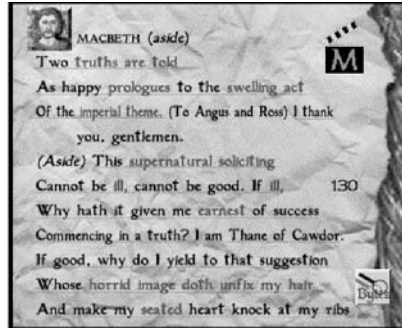 MACBETH (aside)
M
Two truths are told
As happy prologues to the swelling act
Of the imperial theme. (To Angus and Ross) I thank
you, gentlemen.
(Aside) This supernatural soliciting
Cannot be ill, cannot be good. If ill, 130
Why hath it given me earnest of success
Commencing in a truth? I am Thane of Cawdor.
If good, why do I yield to that suggestion
Whose horrid image doth unfix my hair
And make my seated heart knock at my ribs
Bytes